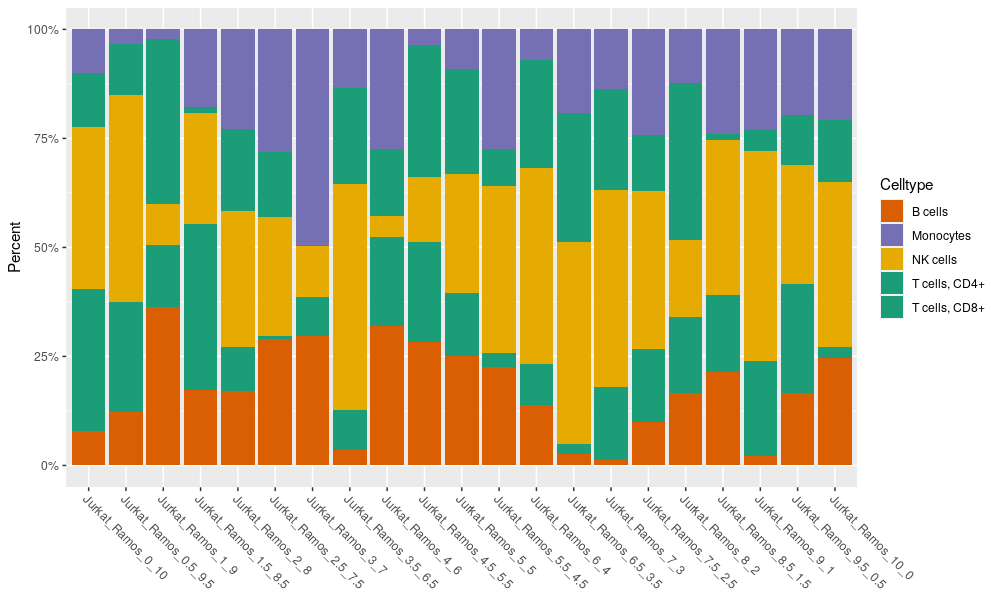 100%
75%
50%
25%
0%
Percent
Jurkat_Ramos_0_10
Jurkat_Ramos_0.5_9.5
Jurkat_Ramos_1_9
Jurkat_Ramos_1.5_8.5
Jurkat_Ramos_2_8
Jurkat_Ramos_2.5_7.5
Jurkat_Ramos_3_7
Jurkat_Ramos_3.5_6.5
Jurkat_Ramos_4_6
Jurkat_Ramos_4.5_5.5
Jurkat_Ramos_5_5
Jurkat_Ramos_5.5_4.5
Jurkat_Ramos_6_4
Jurkat_Ramos_6.5_3.5
Jurkat_Ramos_7_3
Jurkat_Ramos_7.5_2.5
Jurkat_Ramos_8_2
Jurkat_Ramos_8.5_1.5
Jurkat_Ramos_9_1
Jurkat_Ramos_9.5_0.5
Jurkat_Ramos_10_0
Celltype
B cells
Monocytes
NK cells
T cells, CD4+
T cells, CD8+